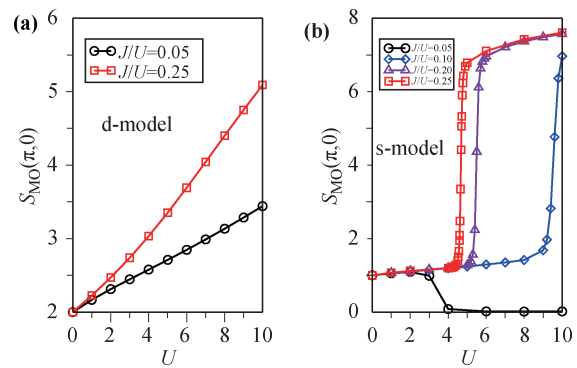 (a)
6
5
4
3
2
S_MO(π,0)
J/U=0.05
J/U=0.25
d-model
0 2 4 6 8 10
U
(b)
8
6
4
2
0
S_MO(π,0)
J/U=0.05
J/U=0.10
J/U=0.20
J/U=0.25
s-model
0 2 4 6 8 10
U